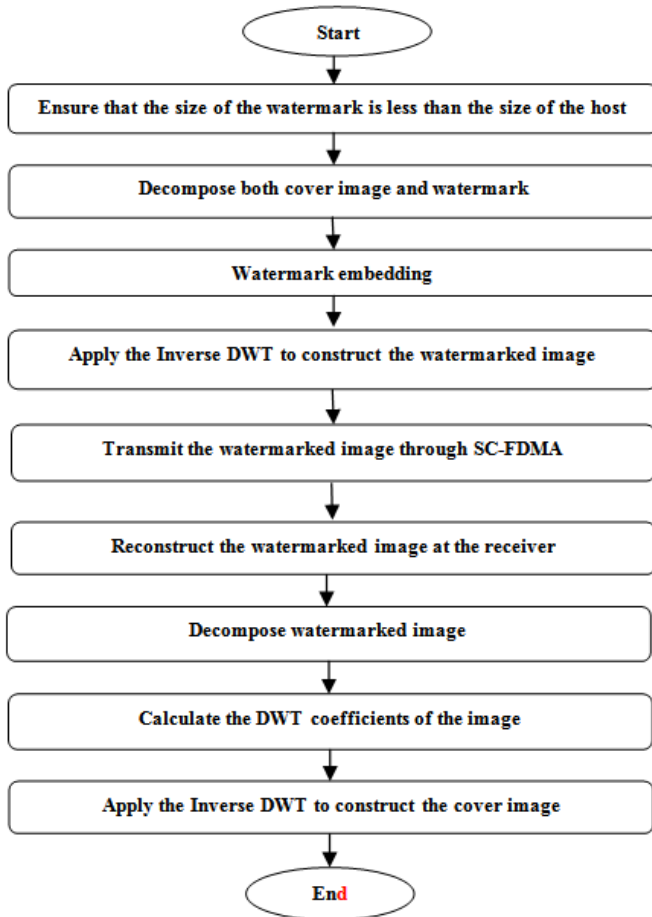 Start
Ensure that the size of the watermark is less than the size of the host
Decompose both cover image and watermark
Watermark embedding
Apply the Inverse DWT to construct the watermarked image
Transmit the watermarked image through SC-FDMA
Reconstruct the watermarked image at the receiver
Decompose watermarked image
Calculate the DWT coefficients of the image
Apply the Inverse DWT to construct the cover image
End